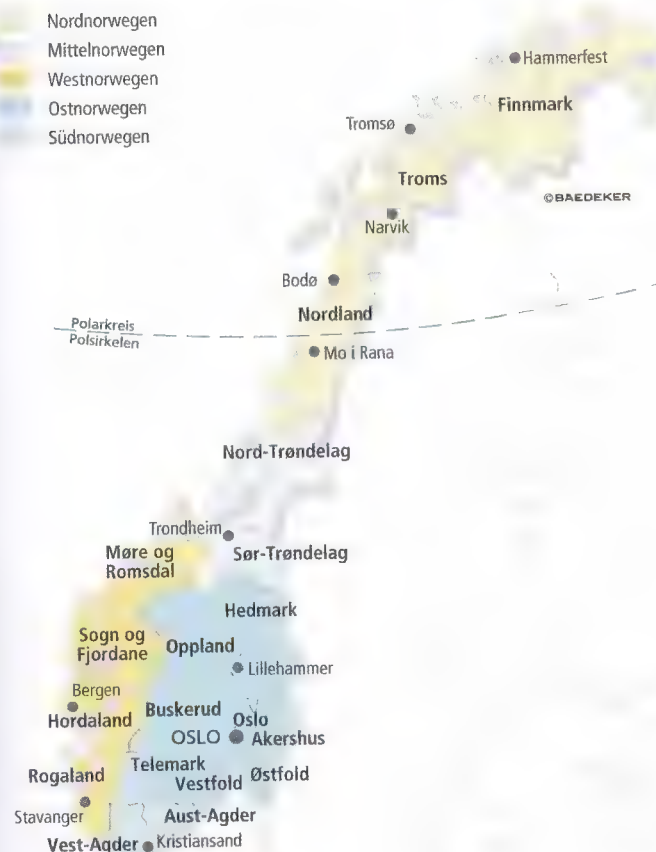 Nordnorwegen
Mittelnorwegen
Westnorwegen
Ostnorwegen
Südnorwegen
Hammerfest
Finnmark
Tromsø
Troms
©BAEDEKER
Narvik
Bodø
Nordland
Polarkreis
Polsirkelen
Mo i Rana
Nord-Trøndelag
Trondheim
Møre og
Romsdal
Sør-Trøndelag
Hedmark
Sogn og
Fjordane
Oppland
Lillehammer
Bergen
Hordaland
Buskerud
Oslo
OSLO
Akershus
Telemark
Rogaland
Vestfold
Østfold
Stavanger
Aust-Agder
Vest-Agder
Kristiansand